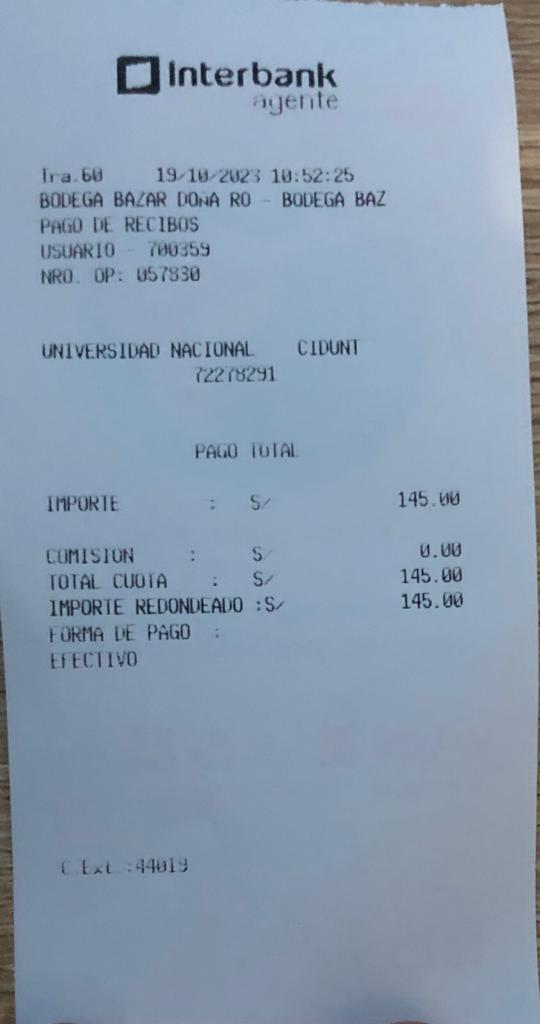 Interbank
agente
Tra.60 19/10/2023 10:52:25
BODEGA BAZAR DONA RO - BODEGA BAZ
PAGO DE RECIBOS
USUARIO - 700359
NRO. OP: 057830
UNIVERSIDAD NACIONAL CIDUNT
72278291
PAGO TOTAL
IMPORTE : S/ 145.00
COMISION : S/ 0.00
TOTAL CUOTA : S/ 145.00
IMPORTE REDONDEADO :S/ 145.00
FORMA DE PAGO :
EFECTIVO
C.Ext.:44019